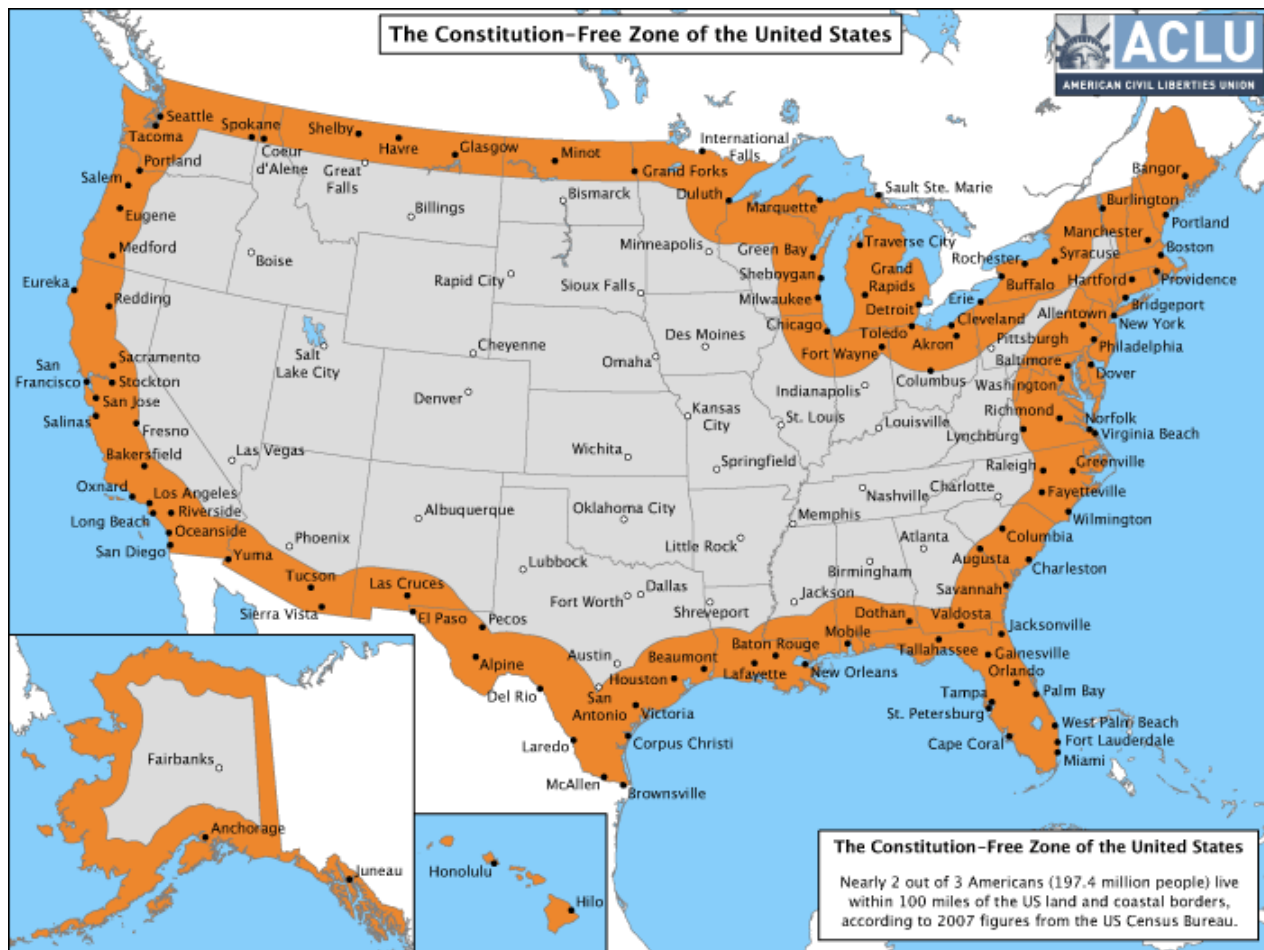 The Constitution-Free Zone of the United States
ACLU
AMERICAN CIVIL LIBERTIES UNION
Seattle
Tacoma
Spokane
Coeur
d'Alene
Shelby
Havre
Glasgow
Minot
International
Falls
Grand Forks
Great
Falls
Portland
Salem
Eugene
Medford
Eureka
Redding
Billings
Bismarck
Duluth
Marquette
Sault Ste. Marie
Bangor
Burlington
Portland
Manchester
Boise
Rapid City
Minneapolis
Sioux Falls
Green Bay
Sheboygan
Milwaukee
Chicago
Traverse City
Grand
Rapids
Detroit
Toledo
Fort Wayne
Rochester
Syracuse
Buffalo
Erie
Cleveland
Akron
Boston
Providence
Hartford
Bridgeport
New York
Allentown
Pittsburgh
Philadelphia
Baltimore
Dover
Washington
Sacramento
San
Francisco
Stockton
San Jose
Salinas
Fresno
Bakersfield
Salt
Lake City
Cheyenne
Denver
Des Moines
Omaha
Indianapolis
Columbus
Kansas
City
St. Louis
Louisville
Richmond
Lynchburg
Norfolk
Virginia Beach
Las Vegas
Wichita
Springfield
Raleigh
Greenville
Oxnard
Los Angeles
Long Beach
Riverside
Oceanside
San Diego
Yuma
Phoenix
Albuquerque
Oklahoma City
Nashville
Charlotte
Fayetteville
Wilmington
Memphis
Little Rock
Atlanta
Columbia
Augusta
Charleston
Birmingham
Savannah
Tucson
Sierra Vista
Las Cruces
El Paso
Pecos
Lubbock
Dallas
Fort Worth
Shreveport
Jackson
Dothan
Valdosta
Jacksonville
Mobile
Tallahassee
Gainesville
Alpine
Del Rio
Austin
San
Antonio
Houston
Beaumont
Baton Rouge
Lafayette
New Orleans
Orlando
Tampa
Palm Bay
St. Petersburg
Victoria
Corpus Christi
Laredo
McAllen
Brownsville
West Palm Beach
Cape Coral
Fort Lauderdale
Miami
Fairbanks
Anchorage
Juneau
Honolulu
Hilo
The Constitution-Free Zone of the United States
Nearly 2 out of 3 Americans (197.4 million people) live
within 100 miles of the US land and coastal borders,
according to 2007 figures from the US Census Bureau.